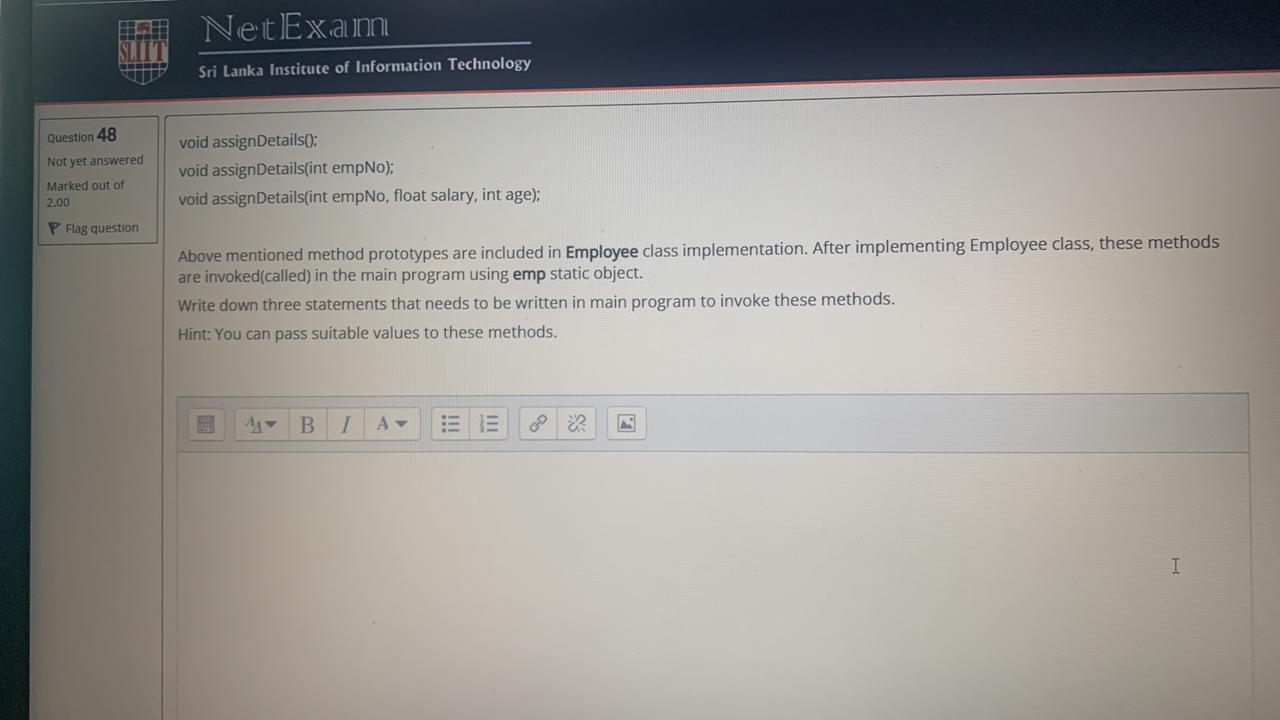 NetExam
SLIIT
Sri Lanka Institute of Information Technology
Question 48
Not yet answered
Marked out of
2.00
Flag question
void assignDetails();
void assignDetails(int empNo);
void assignDetails(int empNo, float salary, int age);
Above mentioned method prototypes are included in Employee class implementation. After implementing Employee class, these methods
are invoked(called) in the main program using emp static object.
Write down three statements that needs to be written in main program to invoke these methods.
Hint: You can pass suitable values to these methods.
B I A